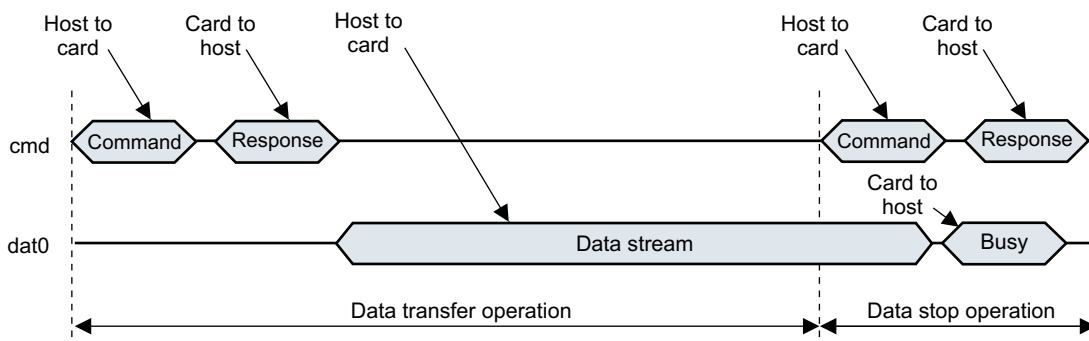 Host to
card
Card to
host
Host to
card
Host to
card
Card to
host
cmd
Command
Response
Command
Response
Card to
host
dat0
Data stream
Busy
Data transfer operation
Data stop operation